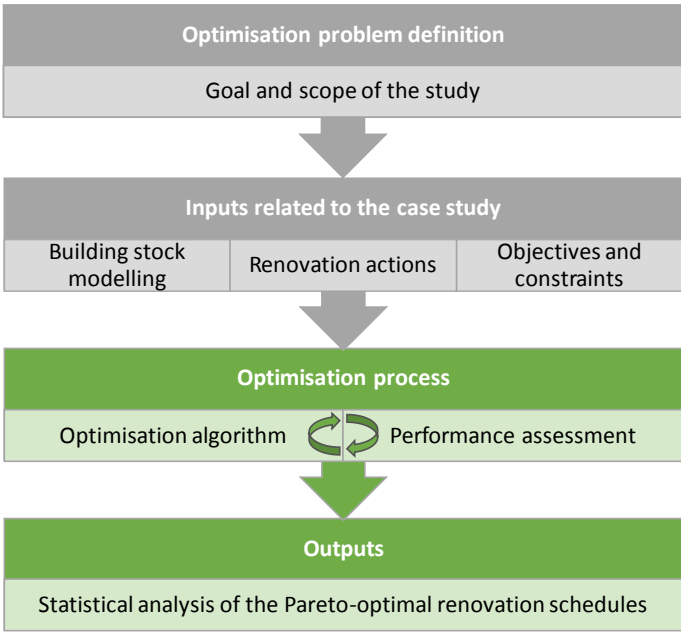 Optimisation problem definition
Goal and scope of the study
Inputs related to the case study
Building stock
modelling
Renovation actions
Objectives and
constraints
Optimisation process
Optimisation algorithm
Performance assessment
Outputs
Statistical analysis of the Pareto-optimal renovation schedules